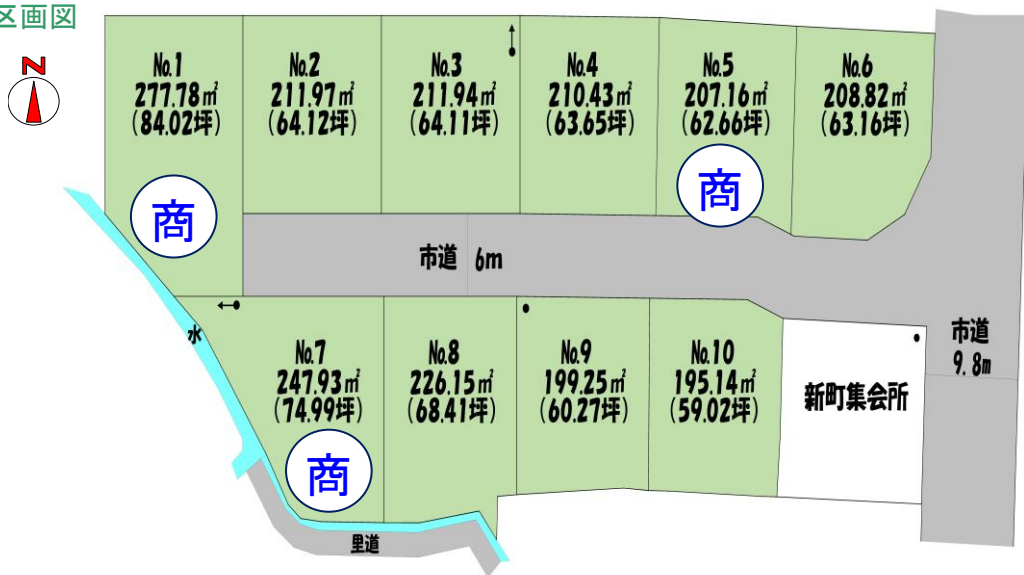 区画図
N
No.1
277.78㎡
(84.02坪)
商
No.2
211.97㎡
(64.12坪)
No.3
211.94㎡
(64.11坪)
No.4
210.43㎡
(63.65坪)
No.5
207.16㎡
(62.66坪)
商
No.6
208.82㎡
(63.16坪)
市道 6m
水
No.7
247.93㎡
(74.99坪)
商
No.8
226.15㎡
(68.41坪)
No.9
199.25㎡
(60.27坪)
No.10
195.14㎡
(59.02坪)
新町集会所
市道
9.8m
里道